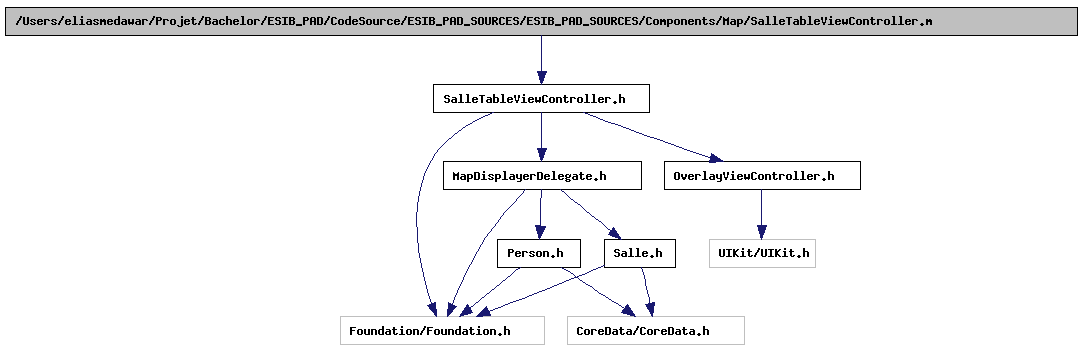 /Users/eliasmedawar/Projet/Bachelor/ESIB_PAD/CodeSource/ESIB_PAD_SOURCES/ESIB_PAD_SOURCES/Components/Map/SalleTableViewController.m
SalleTableViewController.h
MapDisplayerDelegate.h
OverlayViewController.h
Person.h
Salle.h
UIKit/UIKit.h
Foundation/Foundation.h
CoreData/CoreData.h